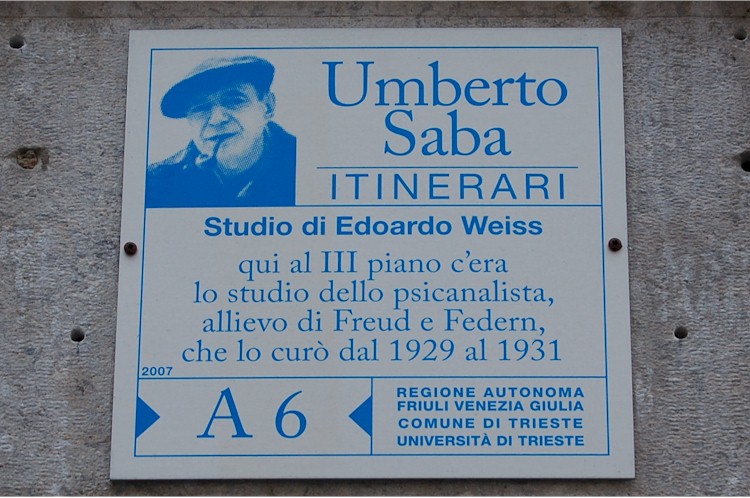 Umberto
Saba
ITINERARI
Studio di Edoardo Weiss
qui al III piano c'era
lo studio dello psicanalista,
allievo di Freud e Federn,
che lo curò dal 1929 al 1931
2007
A 6
REGIONE AUTONOMA
FRIULI VENEZIA GIULIA
COMUNE DI TRIESTE
UNIVERSITÀ DI TRIESTE